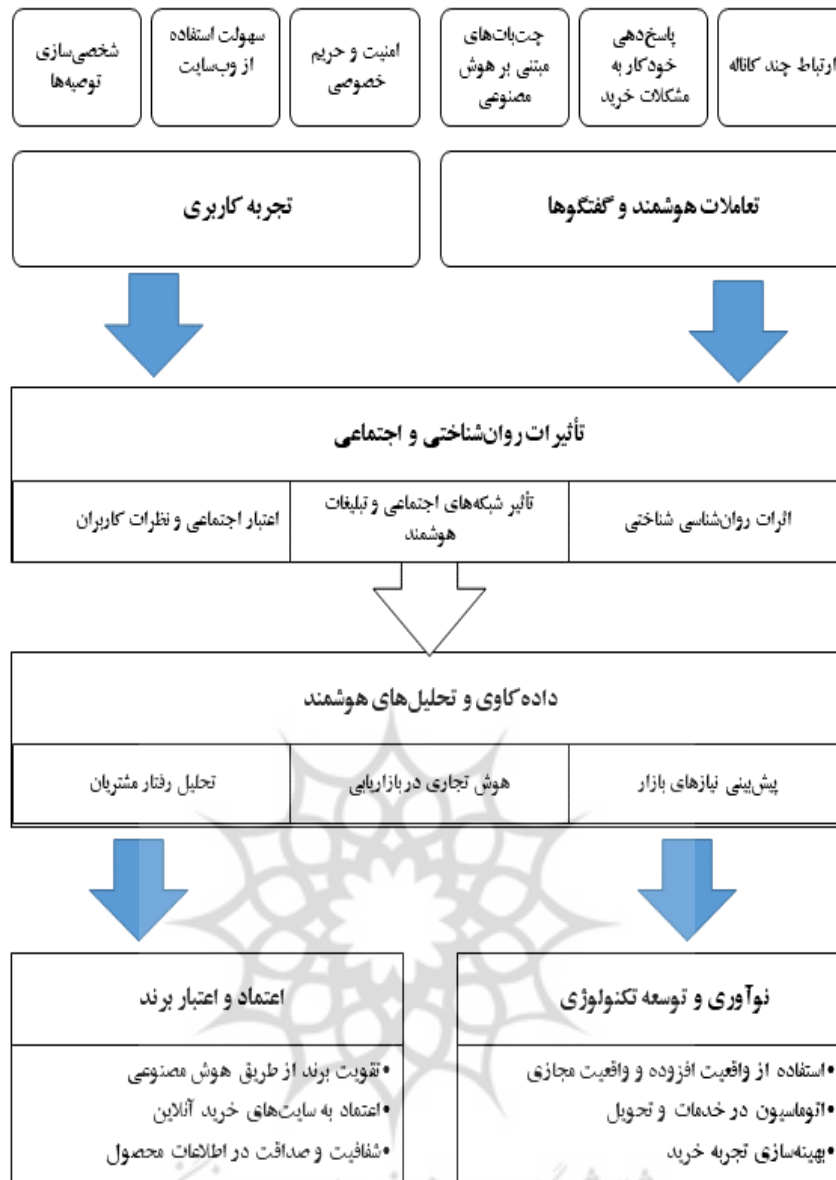 ارتباط چند کاناله
پاسخ‌دهی
خودکار به
مشکلات خرید
چت‌بات‌های
مبتنی بر هوش
مصنوعی
امنیت و حریم
خصوصی
سهولت استفاده
از وب‌سایت
شخصی‌سازی
توصیه‌ها
تعاملات هوشمند و گفتگوها
تجربه کاربری
تأثیرات روان‌شناختی و اجتماعی
اثرات روان‌شناسی شناختی
تأثیر شبکه‌های اجتماعی و تبلیغات
هوشمند
اعتبار اجتماعی و نظرات کاربران
داده‌کاوی و تحلیل‌های هوشمند
پیش‌بینی نیازهای بازار
هوش تجاری در بازاریابی
تحلیل رفتار مشتریان
نوآوری و توسعه تکنولوژی
•استفاده از واقعیت افزوده و واقعیت مجازی
•اتوماسیون در خدمات و تحویل
•بهینه‌سازی تجربه خرید
اعتماد و اعتبار برند
•تقویت برند از طریق هوش مصنوعی
•اعتماد به سایت‌های خرید آنلاین
•شفافیت و صداقت در اطلاعات محصول